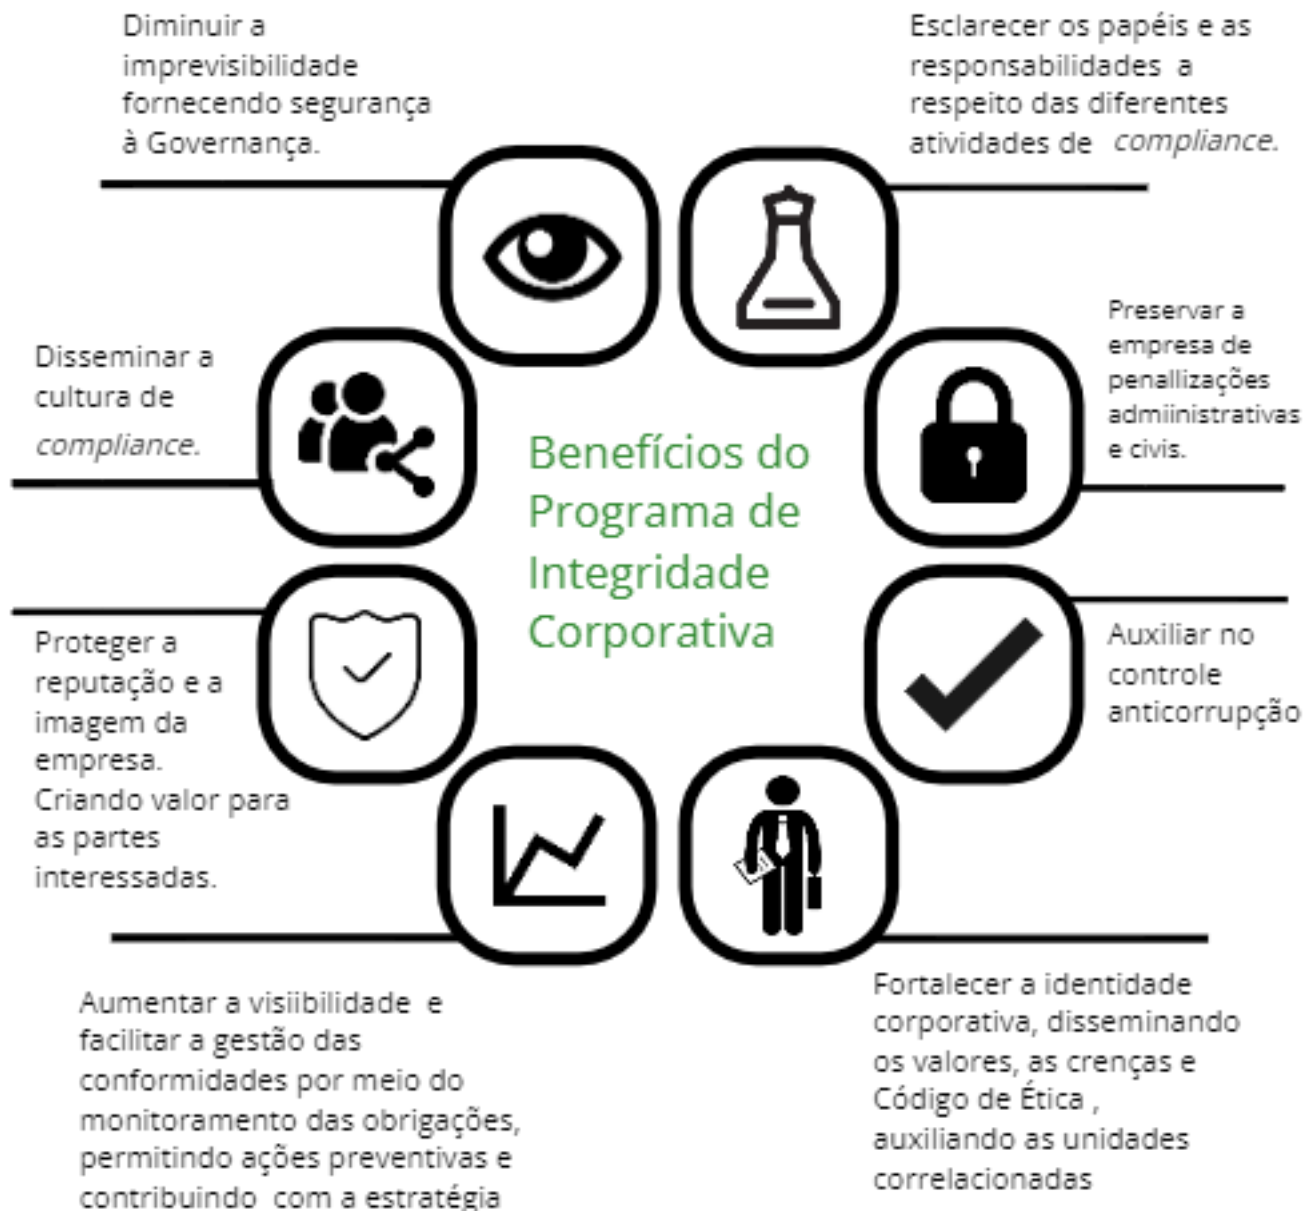 Diminuir a
imprevisibilidade
fornecendo segurança
à Governança.
Esclarecer os papéis e as
responsabilidades a
respeito das diferentes
atividades de compliance.
Preservar a
empresa de
penallizações
admiinistrativas
e civis.
Disseminar a
cultura de
compliance.
Benefícios do
Programa de
Integridade
Corporativa
Auxiliar no
controle
anticorrupção
Proteger a
reputação e a
imagem da
empresa.
Criando valor para
as partes
interessadas.
Aumentar a visiibilidade e
facilitar a gestão das
conformidades por meio do
monitoramento das obrigações,
permitindo ações preventivas e
contribuindo com a estratégia
Fortalecer a identidade
corporativa, disseminando
os valores, as crenças e
Código de Ética ,
auxiliando as unidades
correlacionadas